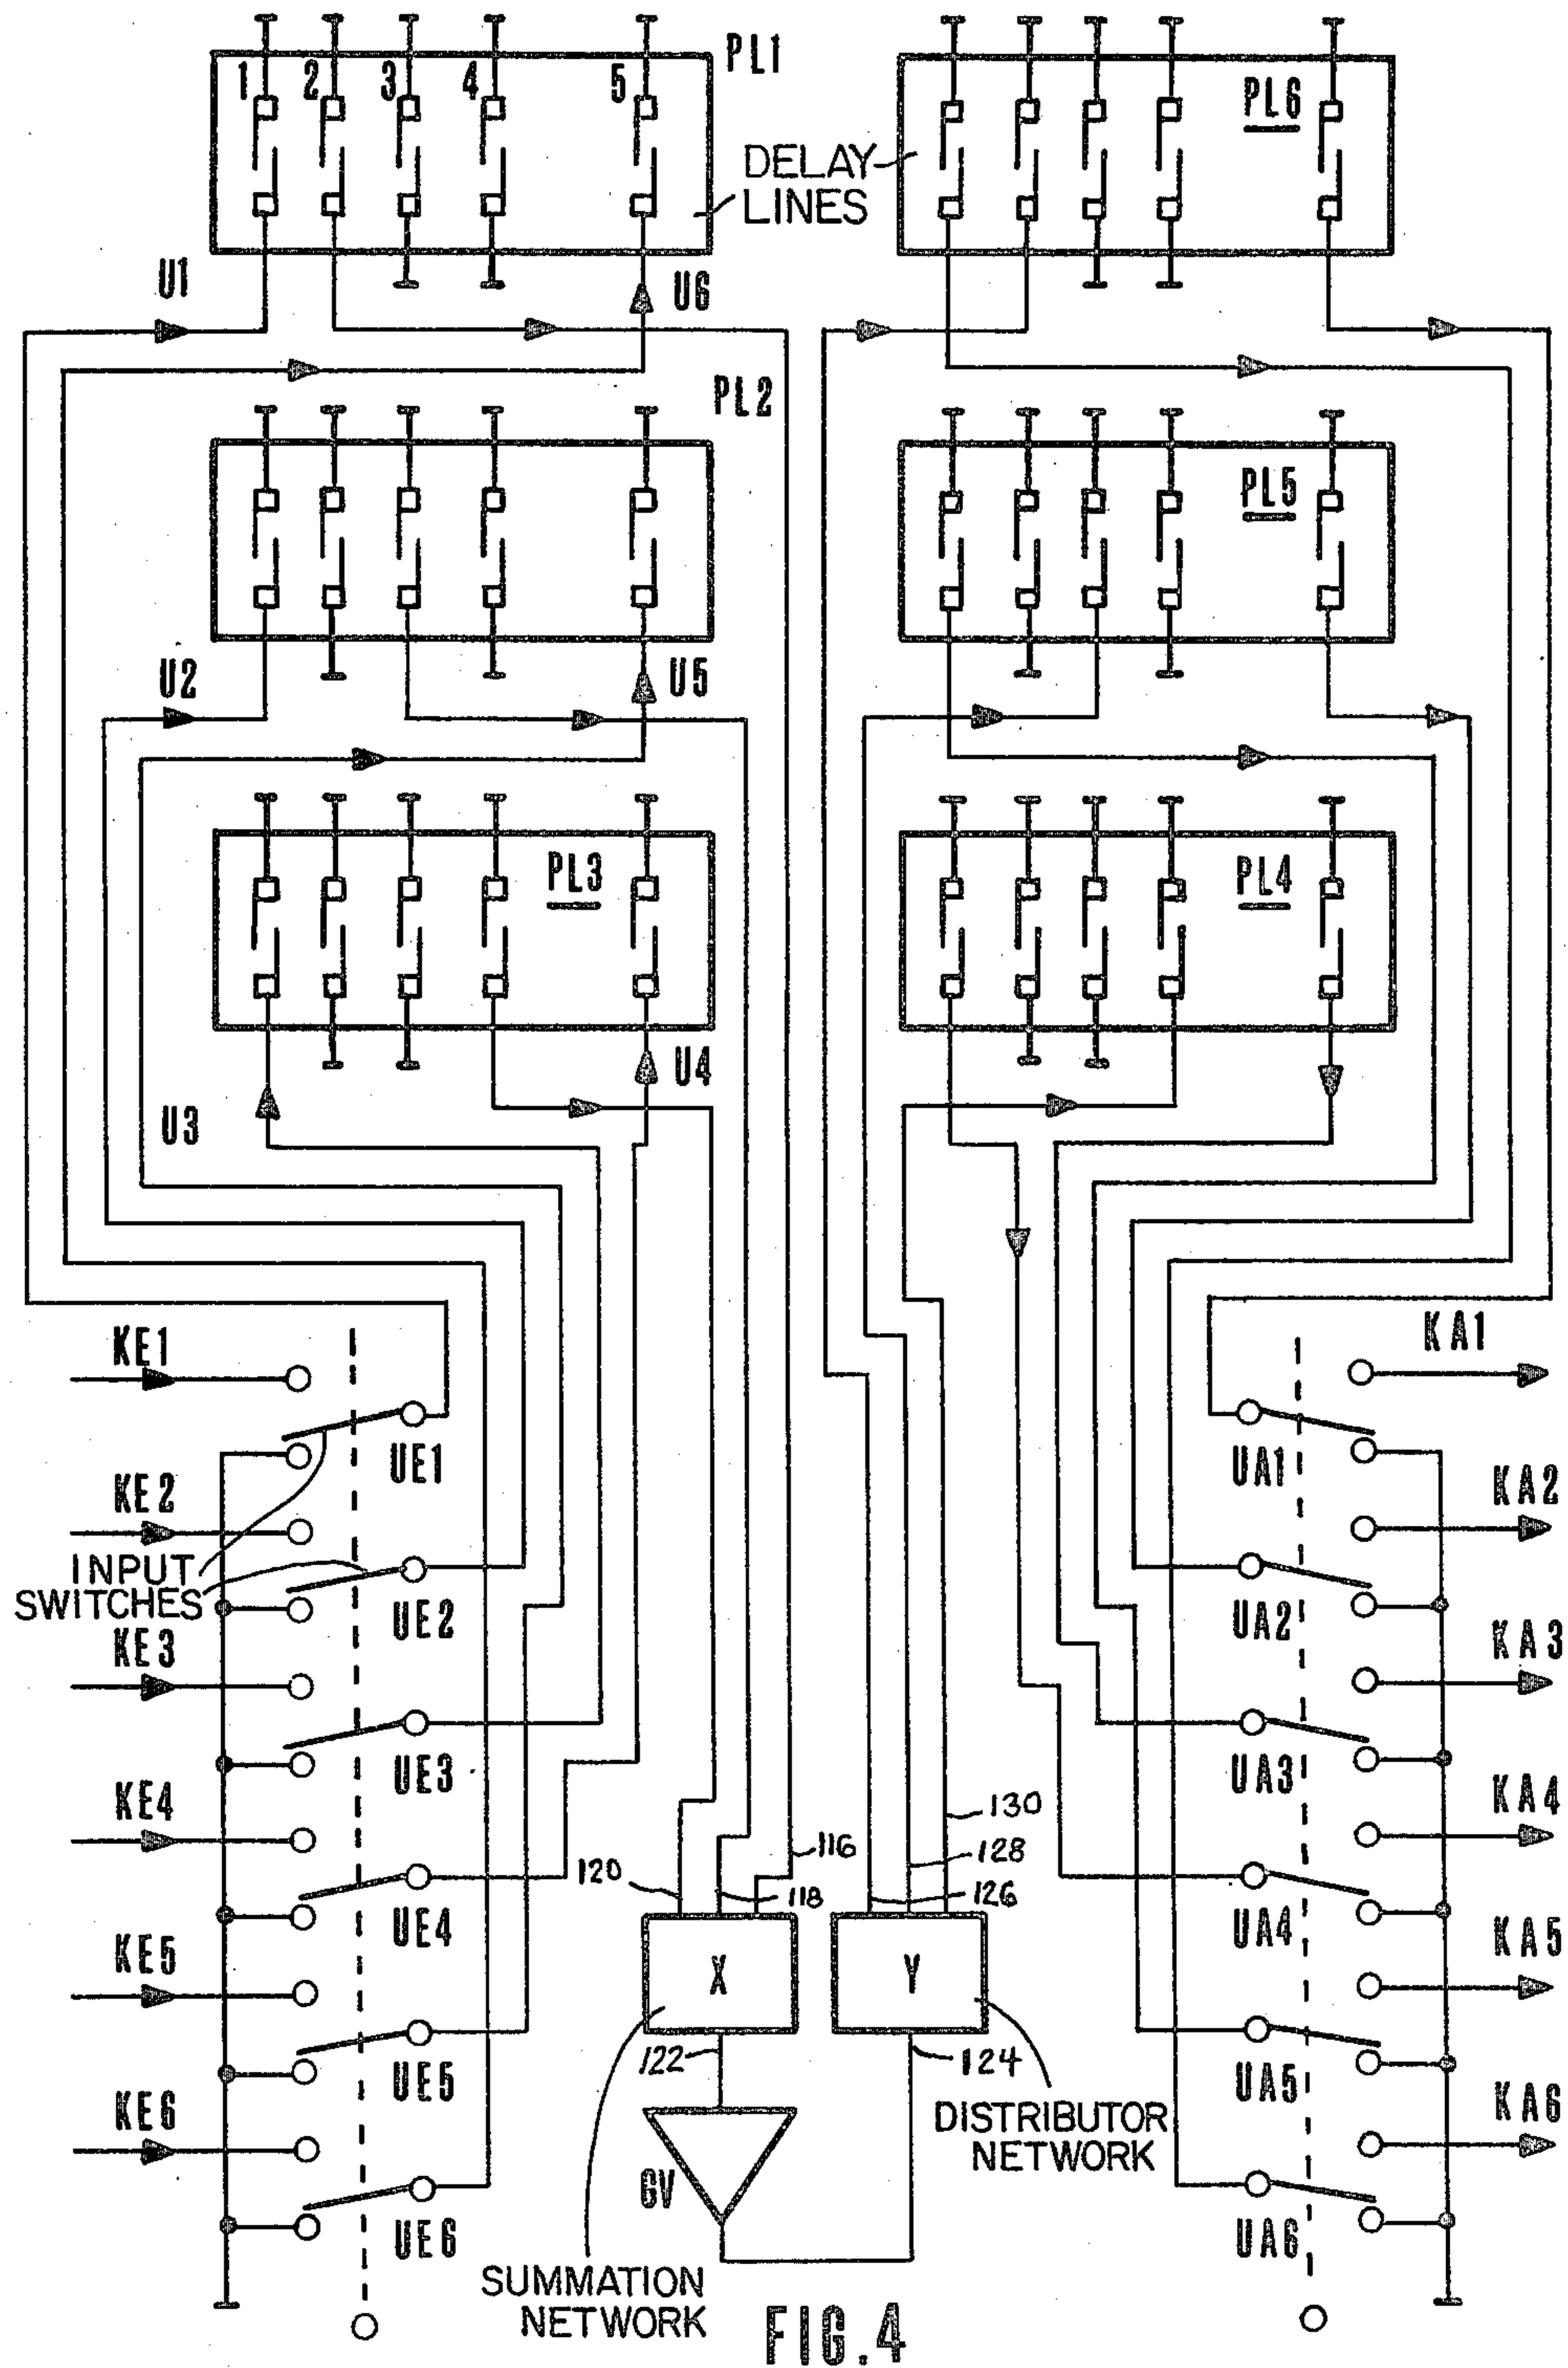 PL1
1 2 3 4 5
PL6
DELAY
LINES
U1
U6
PL2
PL5
U2
U5
PL3
PL4
U4
U3
KE1
KA1
UE1
UA1
KE2
KA2
INPUT
SWITCHES
UE2
UA2
KE3
KA3
UE3
UA3
KE4
KA4
130
116
128
120
118
126
UE4
UA4
KE5
KA5
X
Y
122
124
UE5
UA5
KE6
KA6
DISTRIBUTOR
NETWORK
GV
UE6
UA6
SUMMATION
NETWORK
FIG.4